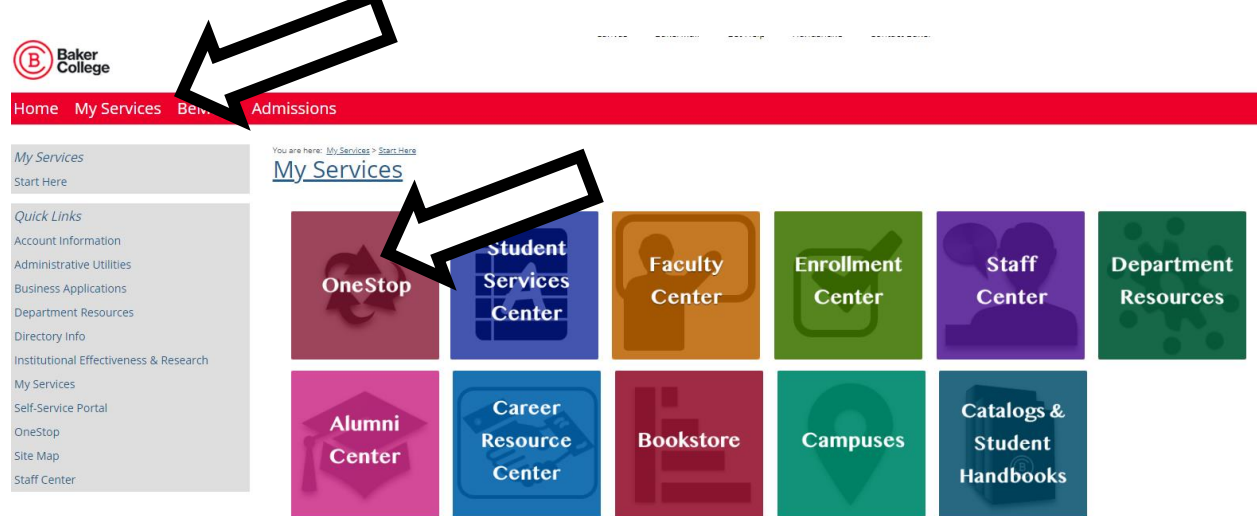 B
Baker
College
Home My Services Admissions
My Services
Start Here
Quick Links
Account Information
Administrative Utilities
Business Applications
Department Resources
Directory Info
Institutional Effectiveness & Research
My Services
Self-Service Portal
OneStop
Site Map
Staff Center
You are here: My Services > Start Here
My Services
OneStop
Student
Services
Center
Faculty
Center
Enrollment
Center
Staff
Center
Department
Resources
Alumni
Center
Career
Resource
Center
Bookstore
Campuses
Catalogs &
Student
Handbooks